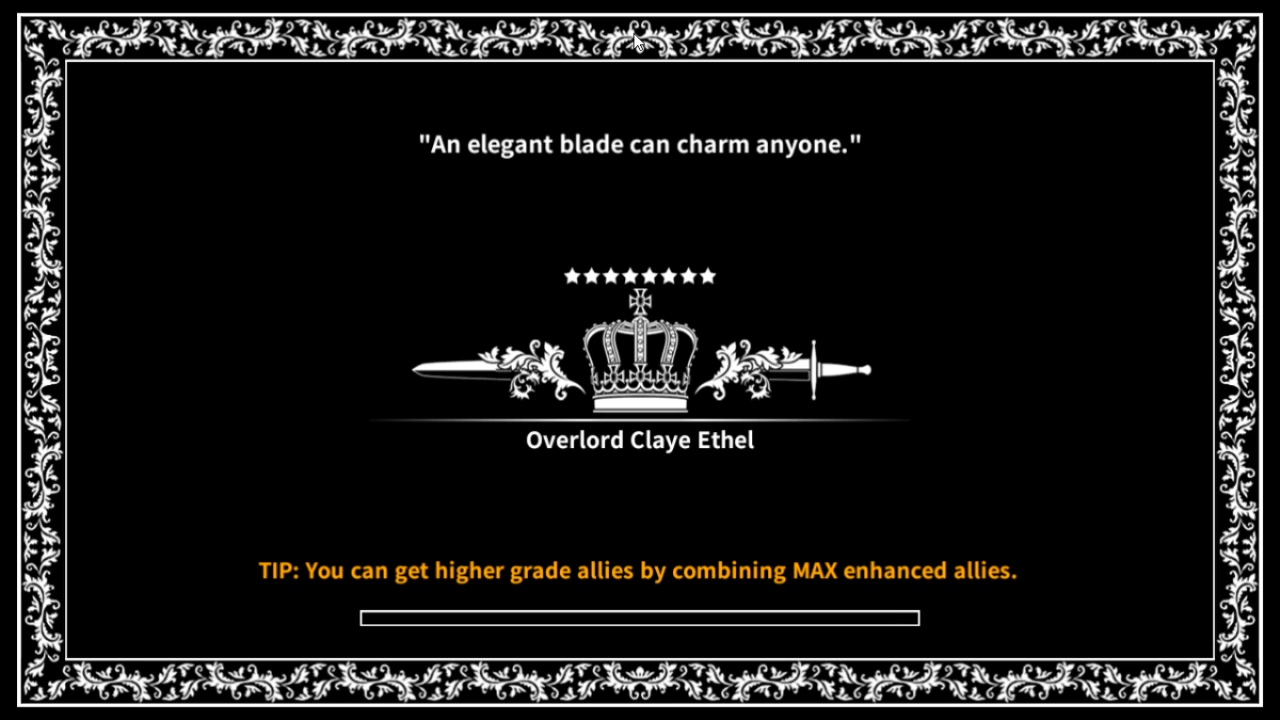 "An elegant blade can charm anyone."
Overlord Claye Ethel
TIP: You can get higher grade allies by combining MAX enhanced allies.